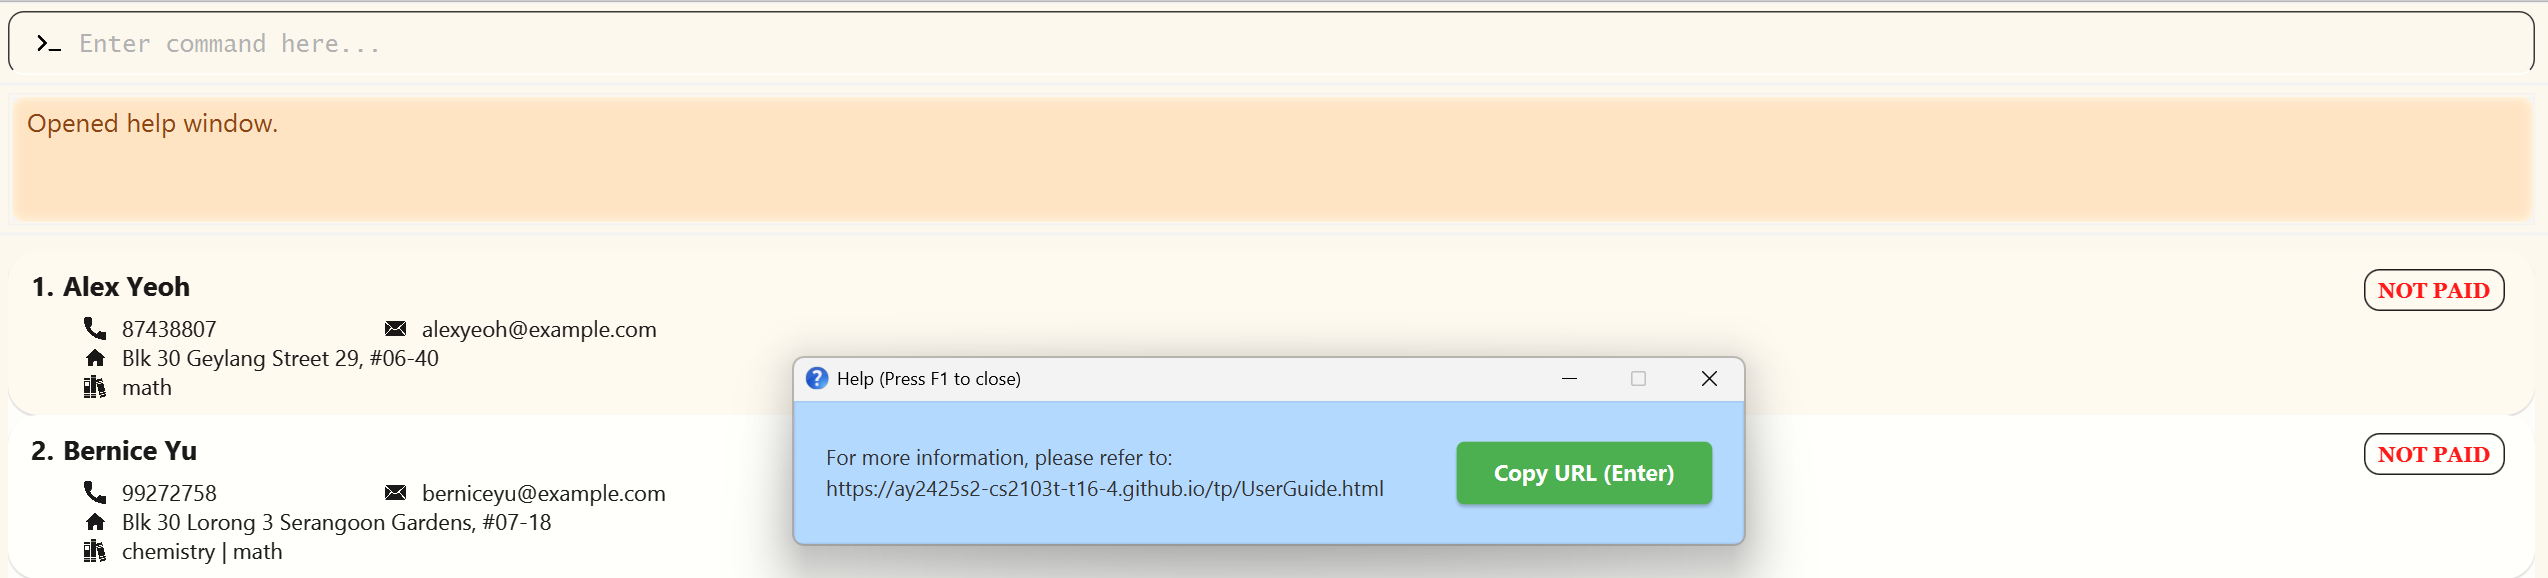 Enter command here...
Opened help window.
1. Alex Yeoh
NOT PAID
87438807 alexyeoh@example.com
Blk 30 Geylang Street 29, #06-40
math
2. Bernice Yu
NOT PAID
99272758 berniceyu@example.com
Blk 30 Lorong 3 Serangoon Gardens, #07-18
chemistry | math
Help (Press F1 to close)
For more information, please refer to:
https://ay2425s2-cs2103t-t16-4.github.io/tp/UserGuide.html
Copy URL (Enter)